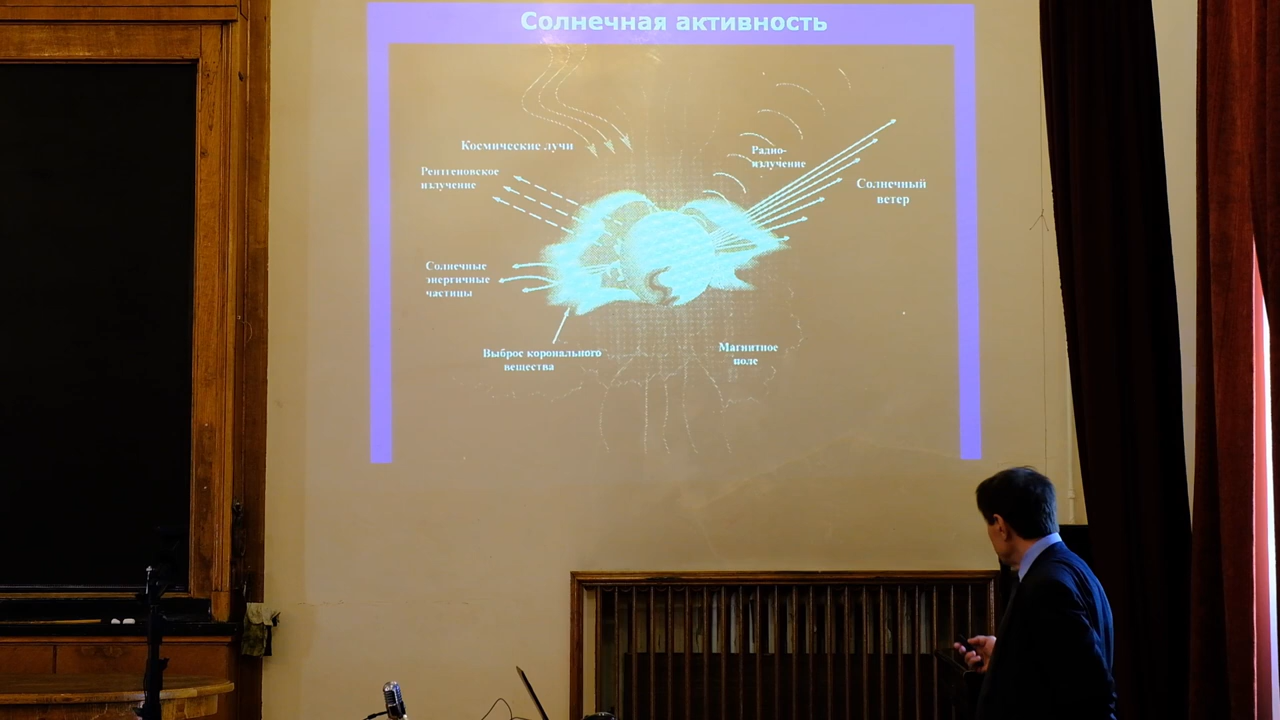 Солнечная активность
Космические лучи
Рентгеновское
излучение
Радио-
излучение
Солнечный
ветер
Солнечные
энергичные
частицы
Выброс коронального
вещества
Магнитное
поле